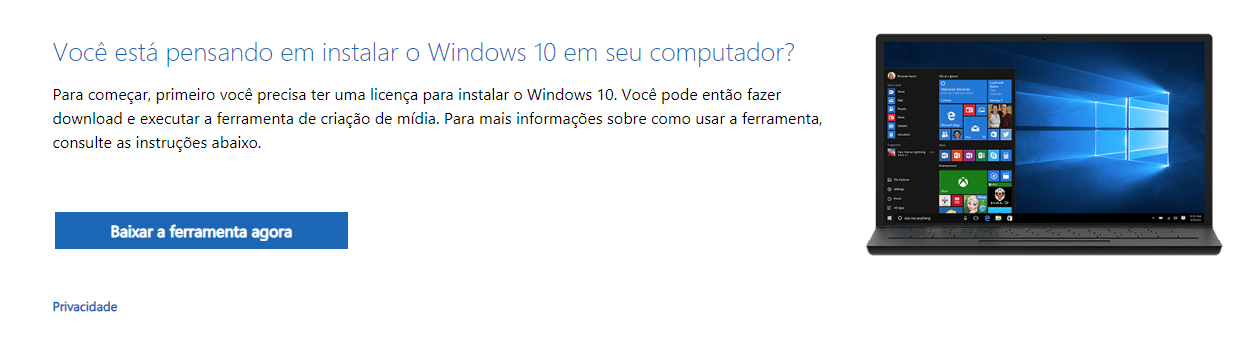 Você está pensando em instalar o Windows 10 em seu computador?
Para começar, primeiro você precisa ter uma licença para instalar o Windows 10. Você pode então fazer
download e executar a ferramenta de criação de mídia. Para mais informações sobre como usar a ferramenta,
consulte as instruções abaixo.
Baixar a ferramenta agora
Privacidade